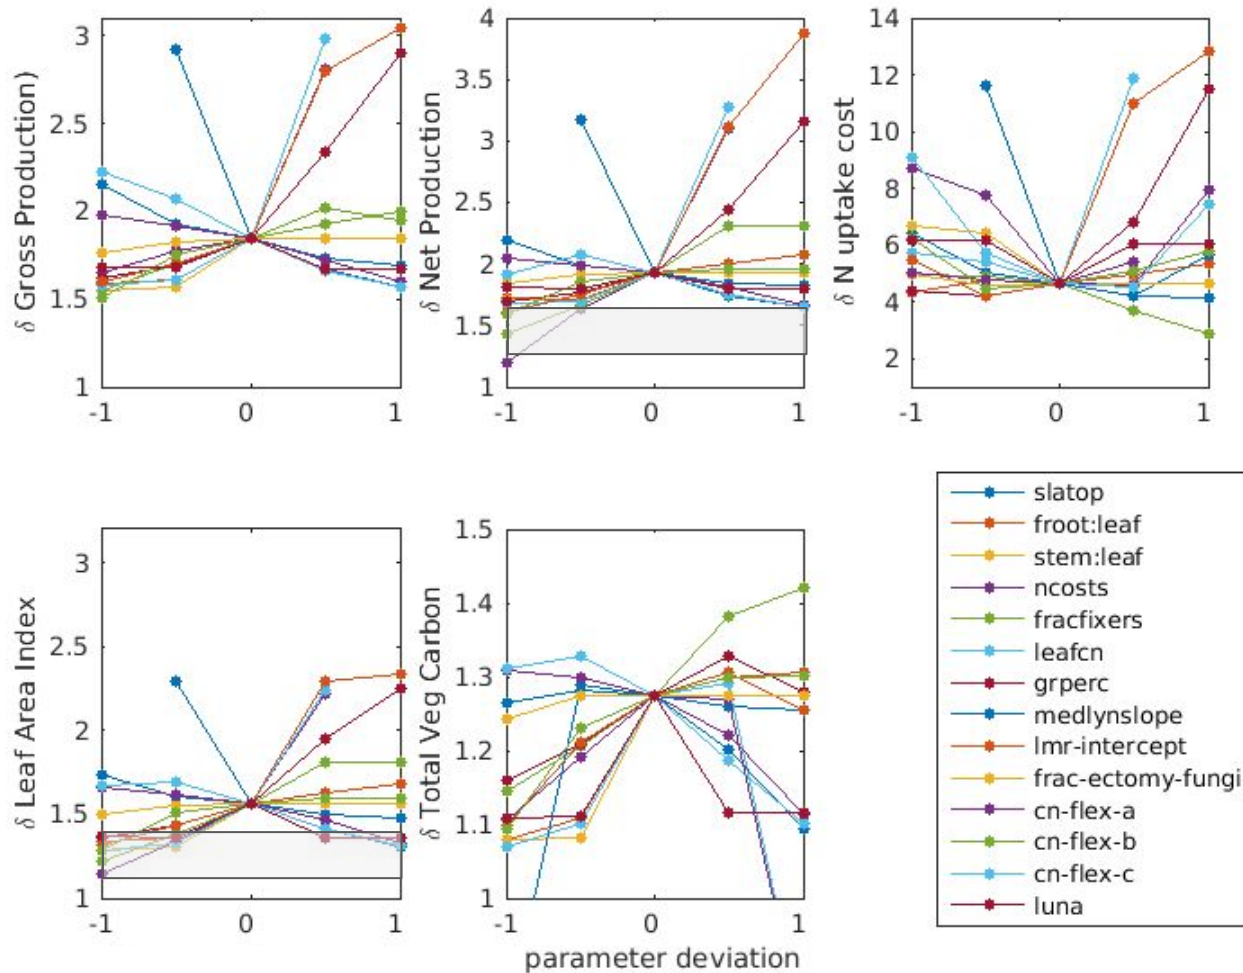 δ Gross Production)
3
2.5
2
1.5
1
-1
0
1
δ Net Production
4
3.5
3
2.5
2
1.5
1
-1
0
1
δ N uptake cost
14
12
10
8
6
4
2
-1
0
1
δ Leaf Area Index
3
2.5
2
1.5
1
-1
0
1
δ Total Veg Carbon
1.5
1.4
1.3
1.2
1.1
1
-1
0
1
parameter deviation
slatop
froot:leaf
stem:leaf
ncosts
fracfixers
leafcn
grperc
medlynslope
lmr-intercept
frac-ectomy-fungi
cn-flex-a
cn-flex-b
cn-flex-c
luna